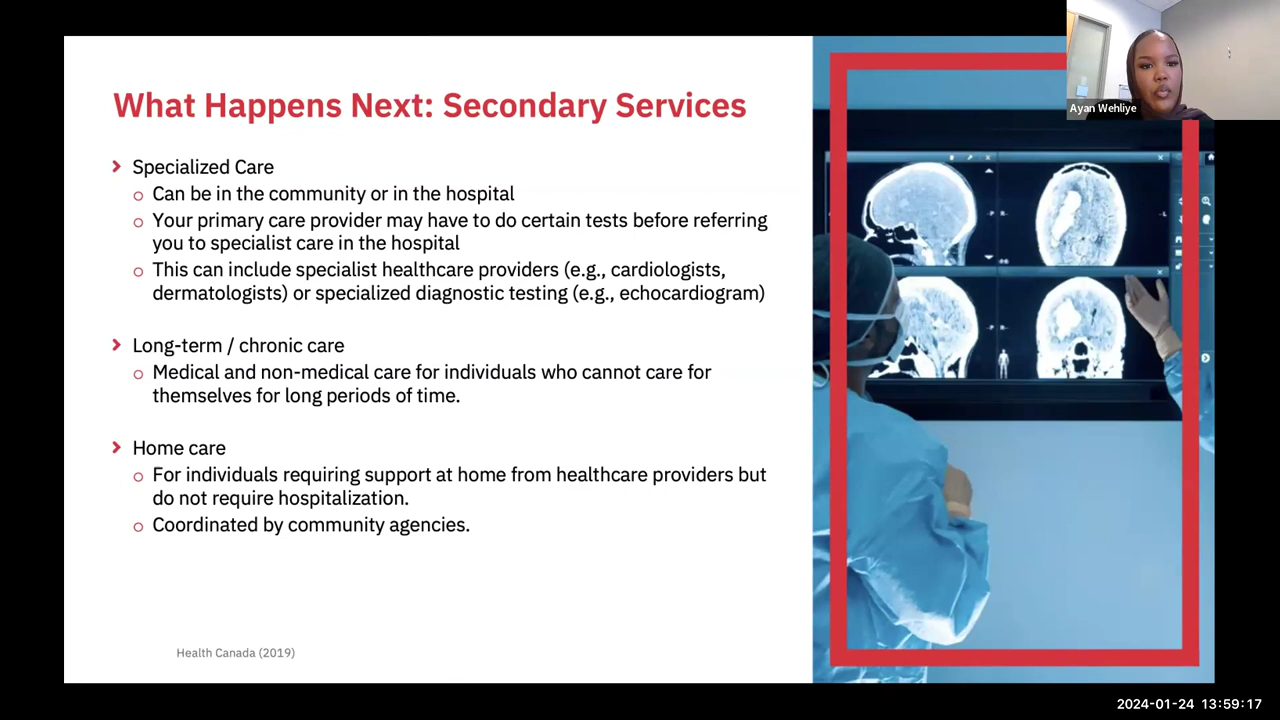 Ayan Wehliye
What Happens Next: Secondary Services
Specialized Care
Can be in the community or in the hospital
Your primary care provider may have to do certain tests before referring
you to specialist care in the hospital
This can include specialist healthcare providers (e.g., cardiologists,
dermatologists) or specialized diagnostic testing (e.g., echocardiogram)
Long-term / chronic care
Medical and non-medical care for individuals who cannot care for
themselves for long periods of time.
Home care
For individuals requiring support at home from healthcare providers but
do not require hospitalization.
Coordinated by community agencies.
Health Canada (2019)
2024-01-24 13:59:17